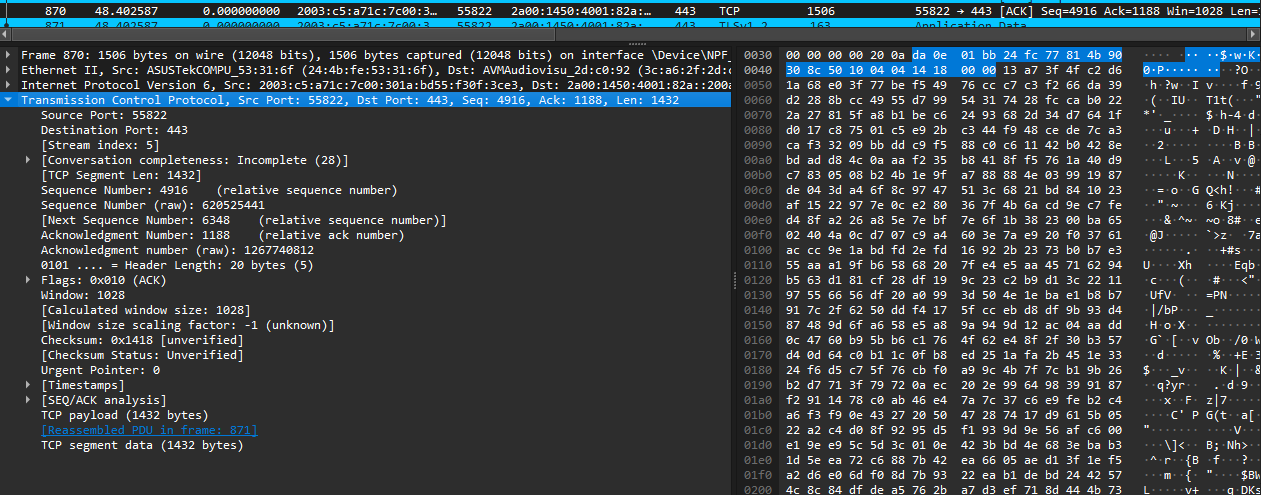 870 48.402587 0.000000000 2003:c5:a71c:7c00:3… 55822 2a00:1450:4001:82a:… 443 TCP 1506 55822 → 443 [ACK] Seq=4916 Ack=1188 Win=1028 Len=
871 48.402587 0.000000000 2003:c5:a71c:7c00:3… 55822 2a00:1450:4001:82a:… 443 TLSv1.2 163 Application Data
Frame 870: 1506 bytes on wire (12048 bits), 1506 bytes captured (12048 bits) on interface \Device\NPF_
Ethernet II, Src: ASUSTekCOMPU_53:31:6f (24:4b:fe:53:31:6f), Dst: AVMAudiovisu_2d:c0:92 (3c:a6:2f:2d:c
Internet Protocol Version 6, Src: 2003:c5:a71c:7c00:301a:bd55:f30f:3ce3, Dst: 2a00:1450:4001:82a::200a
Transmission Control Protocol, Src Port: 55822, Dst Port: 443, Seq: 4916, Ack: 1188, Len: 1432
Source Port: 55822
Destination Port: 443
[Stream index: 5]
[Conversation completeness: Incomplete (28)]
[TCP Segment Len: 1432]
Sequence Number: 4916 (relative sequence number)
Sequence Number (raw): 620525441
[Next Sequence Number: 6348 (relative sequence number)]
Acknowledgment Number: 1188 (relative ack number)
Acknowledgment number (raw): 1267740812
0101 .... = Header Length: 20 bytes (5)
Flags: 0x010 (ACK)
Window: 1028
[Calculated window size: 1028]
[Window size scaling factor: -1 (unknown)]
Checksum: 0x1418 [unverified]
[Checksum Status: Unverified]
Urgent Pointer: 0
[Timestamps]
[SEQ/ACK analysis]
TCP payload (1432 bytes)
[Reassembled PDU in frame: 871]
TCP segment data (1432 bytes)
0030 00 00 00 00 20 0a da 0e 01 bb 24 fc 77 81 4b 90
0040 30 8c 50 10 04 04 14 18 00 00 13 a7 3f 4f c2 d6
0050 1a 68 e0 3f 77 be f5 49 76 cc c7 c3 f2 66 da 39
0060 d2 28 8b cc 49 55 d7 99 54 31 74 28 fc ca b0 22
0070 2a 27 81 5f a8 b1 be c6 24 93 68 2d 34 d7 64 1f
0080 d0 17 c8 75 01 c5 e9 2b c3 44 f9 48 ce de 7c a3
0090 ca f3 32 09 bb dd c9 f5 88 c0 c6 11 42 b0 42 8e
00a0 bd ad d8 4c 0a aa f2 35 b8 41 8f f5 76 1a 40 d9
00b0 c7 83 05 08 b2 4b 1e 9f a7 88 88 4e 03 99 19 87
00c0 de 04 3d a4 6f 8c 97 47 51 3c 68 21 bd 84 10 23
00d0 af 15 22 97 7e 0c e2 80 36 7f 4b 6a cd 9e c7 fe
00e0 d4 8f a2 26 a8 5e 7e bf 7e 6f 1b 38 23 00 ba 65
00f0 02 40 4a 0c d7 07 c9 a4 60 3e 7a e9 20 f0 37 61
0100 ac cc 9e 1a bd fd 2e fd 16 92 2b 23 73 b0 b7 e3
0110 55 aa a1 9f b6 58 68 20 7f e4 e5 aa 45 71 62 94
0120 b5 63 d1 81 cf 28 df 19 9c 23 c2 b9 d1 3c 22 11
0130 97 55 66 56 df 20 a0 99 3d 50 4e 1e ba e1 b8 b7
0140 91 7c 2f 62 50 dd f4 17 5f cc eb d8 df 9b 93 d4
0150 87 48 9d 6f a6 58 e5 a8 9a 94 9d 12 ac 04 aa dd
0160 0c 47 60 b9 5b b6 c1 76 4f 62 e4 8f 2f 30 b3 57
0170 d4 0d 64 c0 b1 1c 0f b8 ed 25 1a fa 2b 45 1e 33
0180 24 f6 d5 c7 5f 76 cb f0 a9 9c 4b 7f 7c b1 9b 26
0190 b2 d7 71 3f 79 72 0a ec 20 2e 99 64 98 39 91 87
01a0 f2 91 14 78 c0 ab 46 e4 7a 7c 37 c6 e9 fe b2 c4
01b0 a6 f3 f9 0e 43 27 20 50 47 28 74 17 d9 61 5b 05
01c0 22 a2 c4 d0 8f 92 95 d5 f1 93 9d 9e 56 af c6 00
01d0 e1 9e e9 5c 5d 3c 01 0e 42 3b bd 4e 68 3e ba b3
01e0 1d 5e ea 72 c6 88 7b 42 ea 66 05 ae d1 3f 1e f5
01f0 a2 d6 e6 6d f0 8d 7b 93 22 ea b1 de bd 24 42 57
0200 4c 8c 84 df de a5 76 2b a7 d3 ef 71 8d 44 4b 73